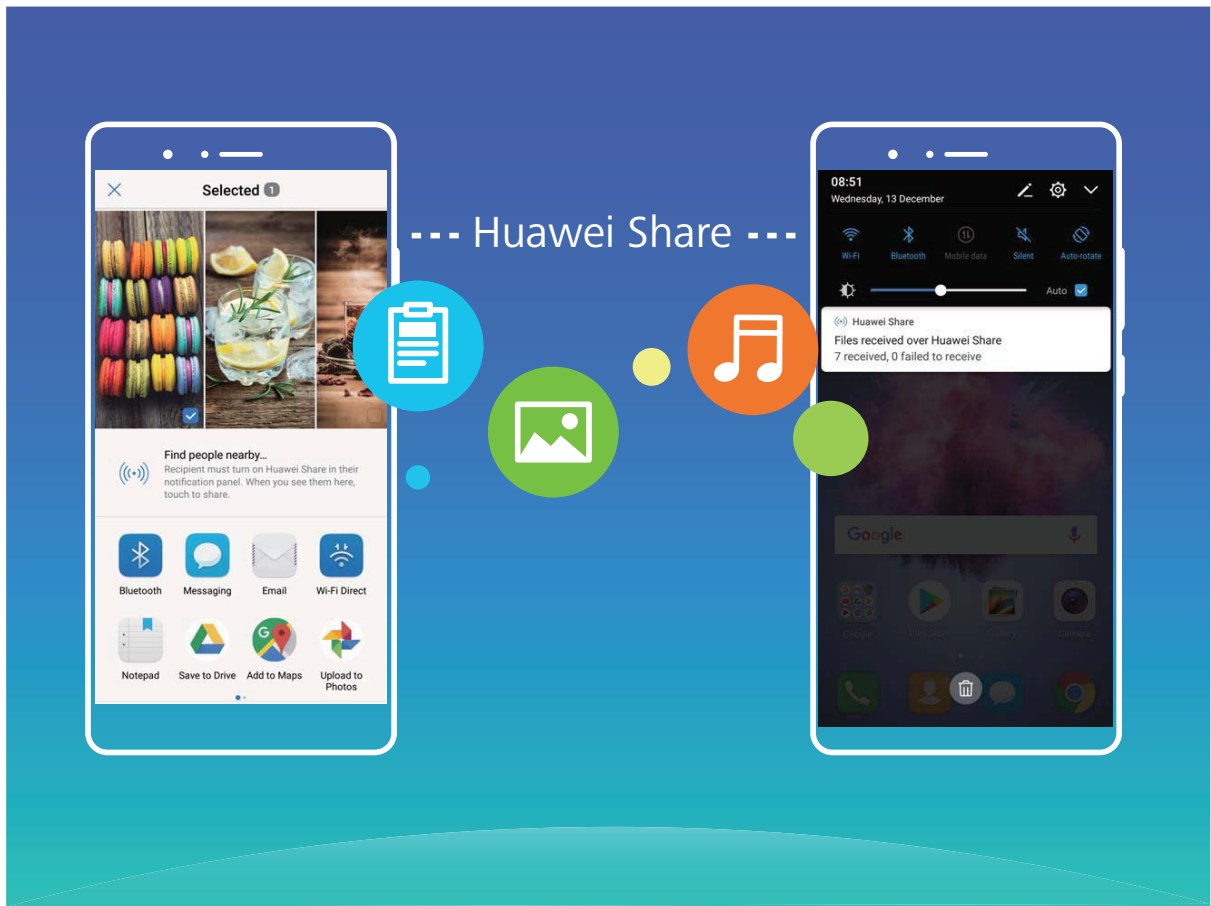 Selected 1
Find people nearby...
Recipient must turn on Huawei Share in their
notification panel. When you see them here,
touch to share.
Bluetooth
Messaging
Email
Wi-Fi Direct
Notepad
Save to Drive
Add to Maps
Upload to
Photos
--- Huawei Share ---
08:51
Wednesday, 13 December
Wi-Fi
Bluetooth
Mobile data
Silent
Auto-rotate
Auto
Huawei Share
Files received over Huawei Share
7 received, 0 failed to receive
Google
Google
Gallery
Camera